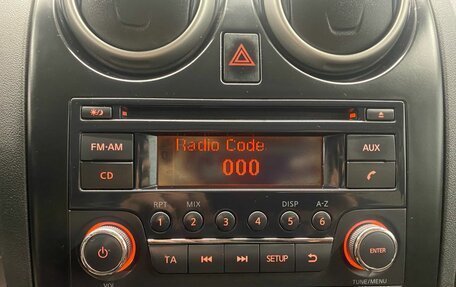 Radio Code
000
FM·AM
CD
AUX
RPT MIX DISP A-Z
1 2 3 4 5 6
TA SETUP
ENTER
VOL
TUNE/MENU